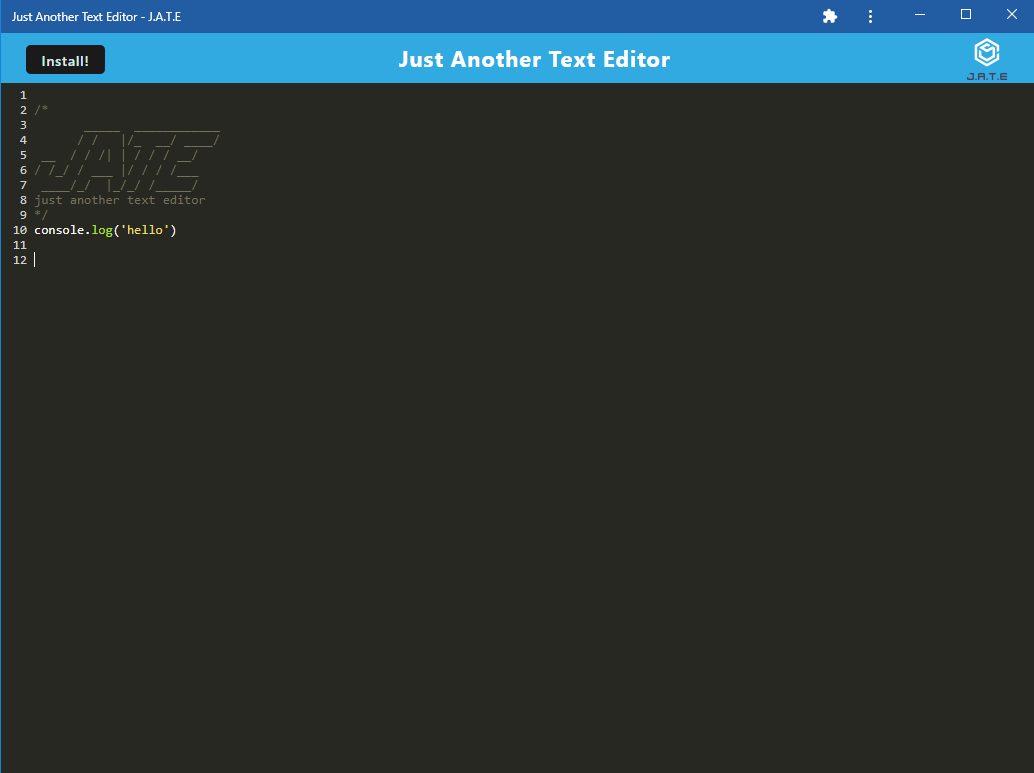 Just Another Text Editor - J.A.T.E
Install!
Just Another Text Editor
J.A.T.E
1
2 /*
3        _____  ____________
4       / /   |/_  __/ ____/
5  __  / / /| | / / / __/
6 / /_/ / ___ |/ / / /___
7  ____/_/  |_/_/ /_____/
8 just another text editor
9 */
10 console.log('hello')
11
12